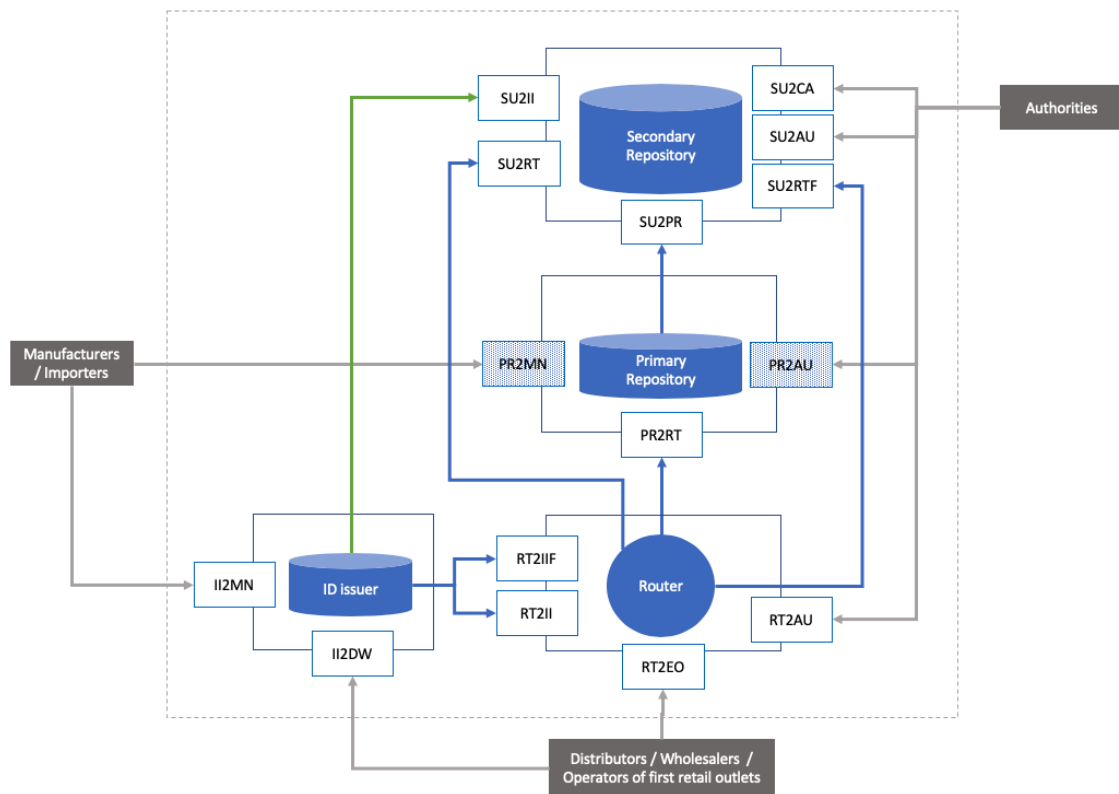 SU2II
SU2CA
Authorities
Secondary
Repository
SU2AU
SU2RT
SU2RTF
SU2PR
Manufacturers
/ Importers
PR2MN
Primary
Repository
PR2AU
PR2RT
RT2IIF
II2MN
ID issuer
Router
RT2II
RT2AU
II2DW
RT2EO
Distributors / Wholesalers /
Operators of first retail outlets